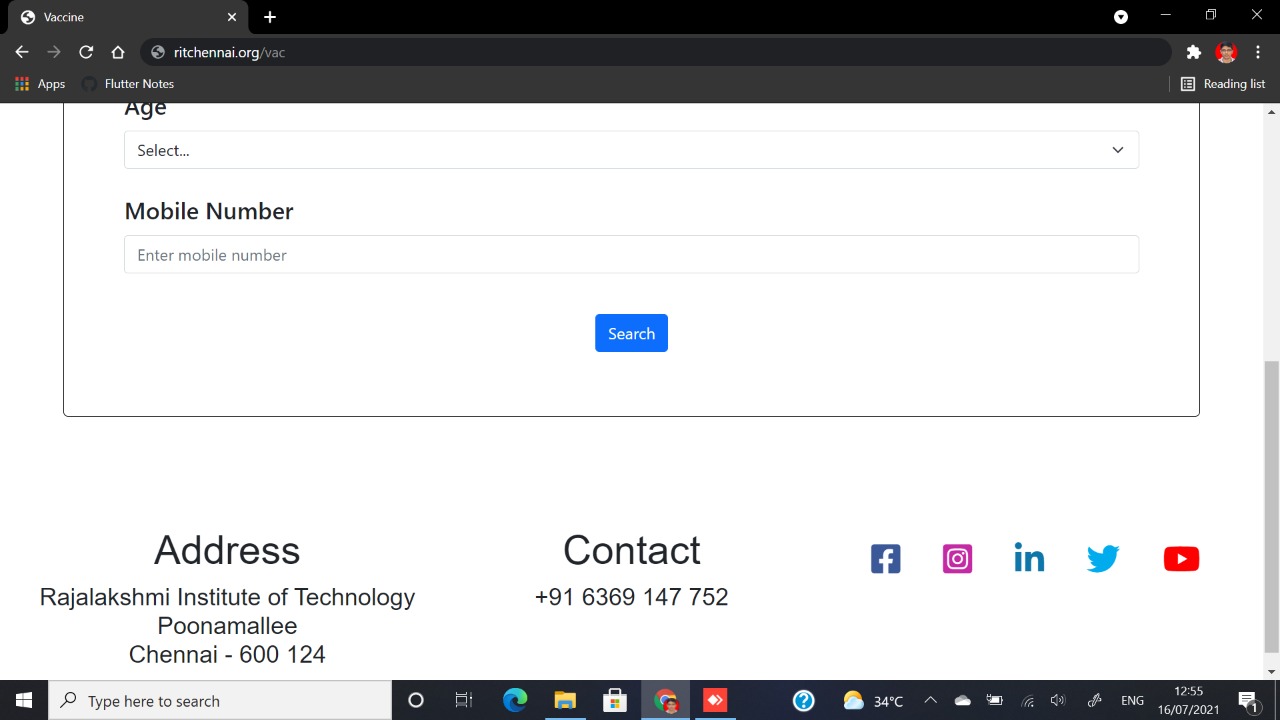 Vaccine
ritchennai.org/vac
Apps
Flutter Notes
Reading list
Age
Select...
Mobile Number
Enter mobile number
Search
Address
Contact
Rajalakshmi Institute of Technology
+91 6369 147 752
Poonamallee
Chennai - 600 124
Type here to search
34°C
ENG
12:55
16/07/2021
1